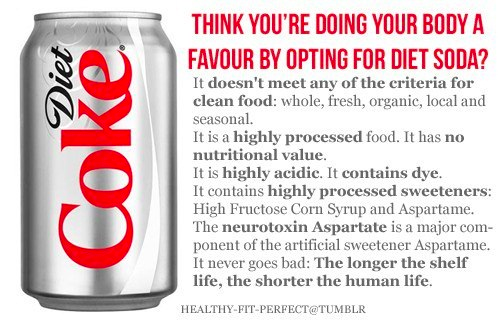 Diet
Coke®
THINK YOU'RE DOING YOUR BODY A
FAVOUR BY OPTING FOR DIET SODA?
It doesn't meet any of the criteria for
clean food: whole, fresh, organic, local and
seasonal.
It is a highly processed food. It has no
nutritional value.
It is highly acidic. It contains dye.
It contains highly processed sweeteners:
High Fructose Corn Syrup and Aspartame.
The neurotoxin Aspartate is a major com-
ponent of the artificial sweetener Aspartame.
It never goes bad: The longer the shelf
life, the shorter the human life.
HEALTHY-FIT-PERFECT@TUMBLR